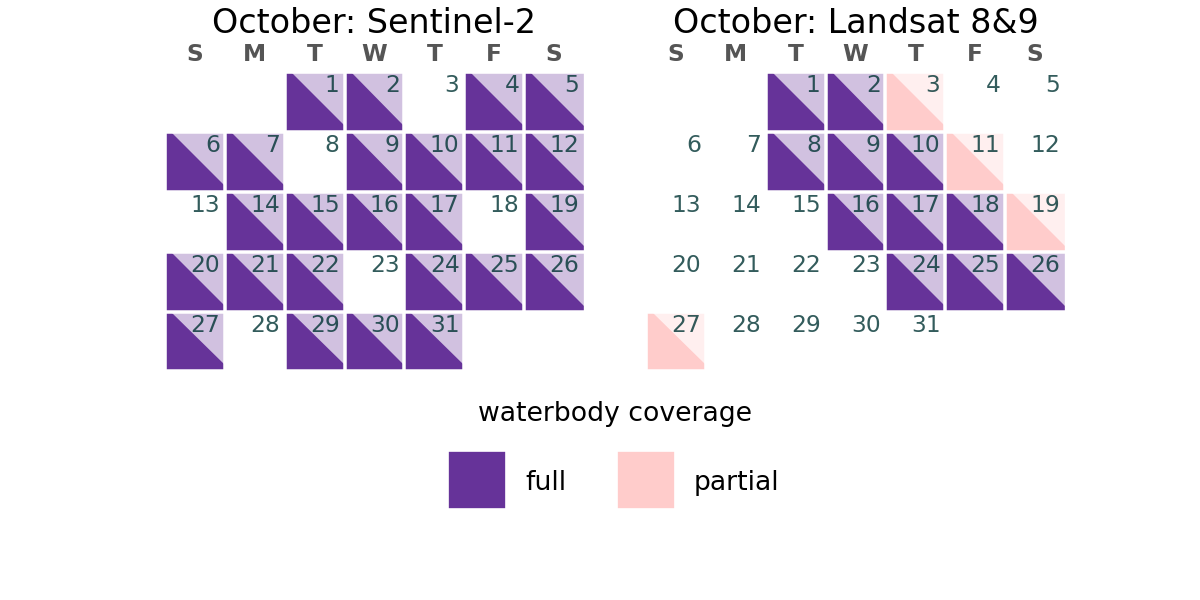 October: Sentinel-2
S M T W T F S
1 2 3 4 5
6 7 8 9 10 11 12
13 14 15 16 17 18 19
20 21 22 23 24 25 26
27 28 29 30 31
October: Landsat 8&9
S M T W T F S
1 2 3 4 5
6 7 8 9 10 11 12
13 14 15 16 17 18 19
20 21 22 23 24 25 26
27 28 29 30 31
waterbody coverage
full partial